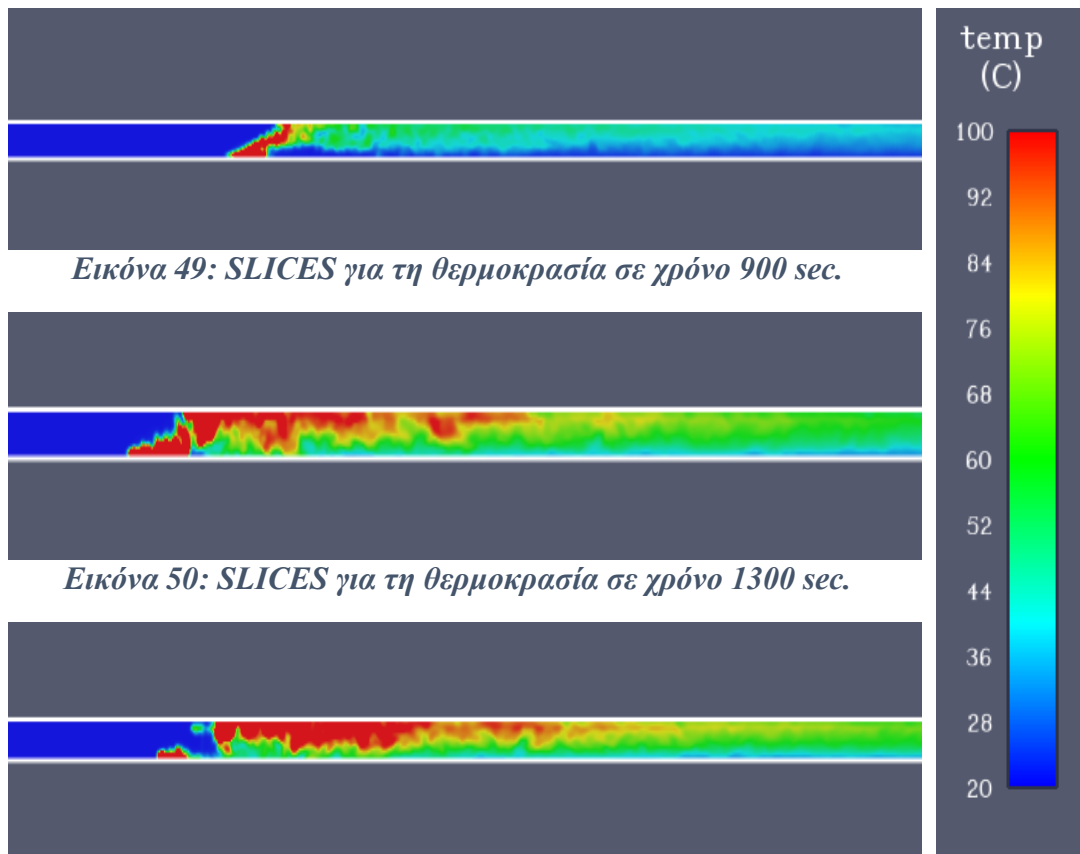 temp
(C)
100
92
84
76
68
60
52
44
36
28
20
Εικόνα 49: SLICES για τη θερμοκρασία σε χρόνο 900 sec.
Εικόνα 50: SLICES για τη θερμοκρασία σε χρόνο 1300 sec.